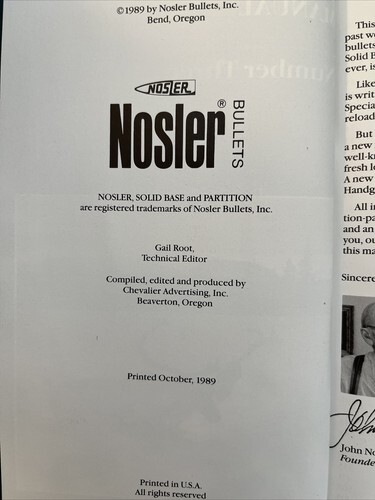 ©1989 by Nosler Bullets, Inc.
Bend, Oregon
NOSLER
Nosler®
BULLETS
NOSLER, SOLID BASE and PARTITION
are registered trademarks of Nosler Bullets, Inc.
Gail Root,
Technical Editor
Compiled, edited and produced by
Chevalier Advertising, Inc.
Beaverton, Oregon
Printed October, 1989
Printed in U.S.A.
All rights reserved
This
past w
bullets
Solid B
ever, is
Like
is writ
Specia
reload
But
a new
well-k
fresh l
A new
Handg
All i
tion-pa
and an
you, ou
this ma
Sincere
John No
Founde